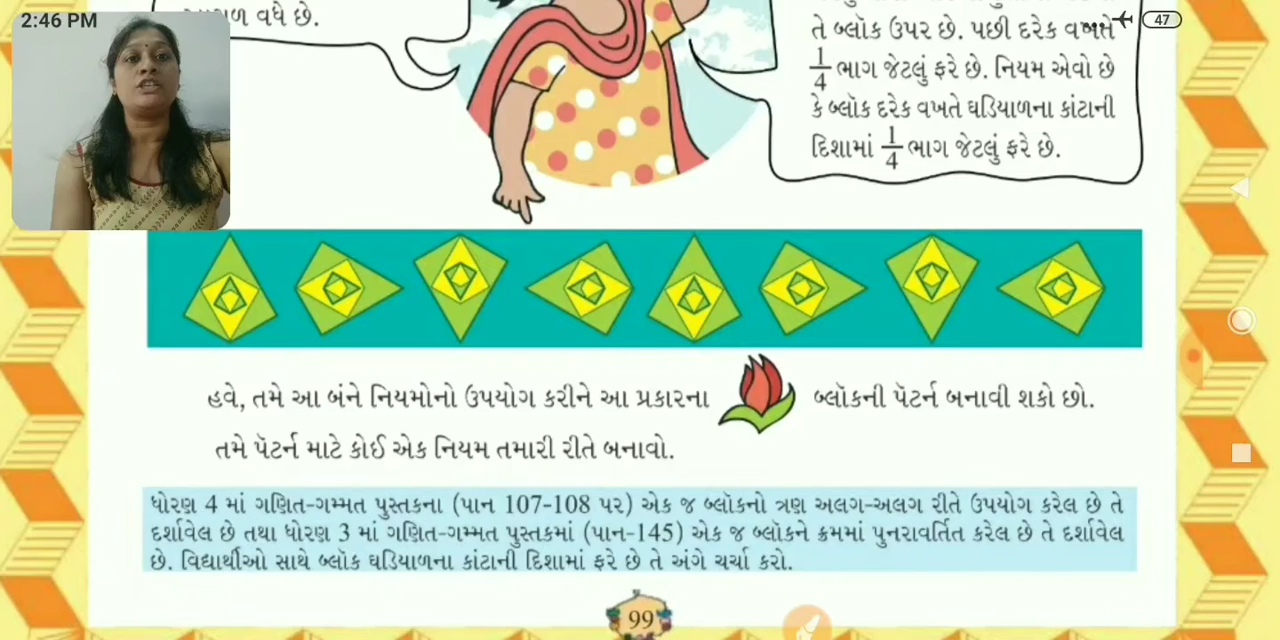 2:46 PM
વધે છે.
47
તે બ્લૉક ઉપર છે. પછી દરેક વખતે
1/4 ભાગ જેટલું ફરે છે. નિયમ એવો છે
કે બ્લૉક દરેક વખતે ઘડિયાળના કાંટાની
દિશામાં 1/4 ભાગ જેટલું ફરે છે.
હવે, તમે આ બંને નિયમોનો ઉપયોગ કરીને આ પ્રકારના બ્લૉકની પૅટર્ન બનાવી શકો છો.
તમે પૅટર્ન માટે કોઈ એક નિયમ તમારી રીતે બનાવો.
ધોરણ 4 માં ગણિત-ગમ્મત પુસ્તકના (પાન 107-108 પર) એક જ બ્લૉકનો ત્રણ અલગ-અલગ રીતે ઉપયોગ કરેલ છે તે
દર્શાવેલ છે તથા ધોરણ 3 માં ગણિત-ગમ્મત પુસ્તકમાં (પાન-145) એક જ બ્લૉકને ક્રમમાં પુનરાવર્તિત કરેલ છે તે દર્શાવેલ
છે. વિદ્યાર્થીઓ સાથે બ્લૉક ઘડિયાળના કાંટાની દિશામાં ફરે છે તે અંગે ચર્ચા કરો.
99